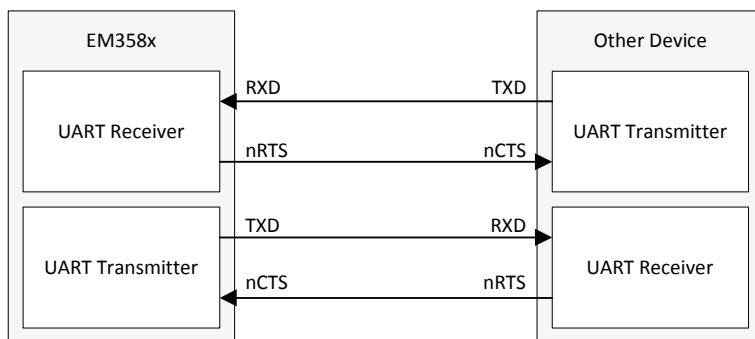 EM358x
Other Device
RXD
TXD
UART Receiver
UART Transmitter
nRTS
nCTS
TXD
RXD
UART Transmitter
UART Receiver
nCTS
nRTS